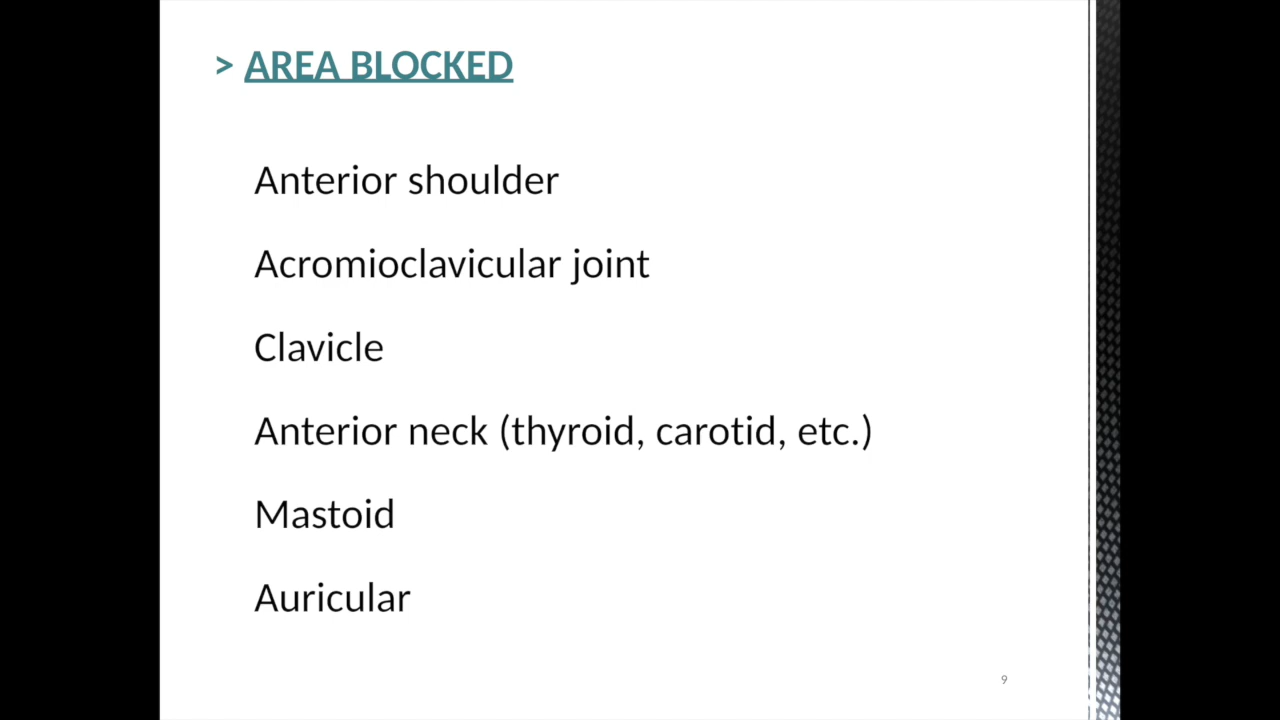 > AREA BLOCKED
Anterior shoulder
Acromioclavicular joint
Clavicle
Anterior neck (thyroid, carotid, etc.)
Mastoid
Auricular
9